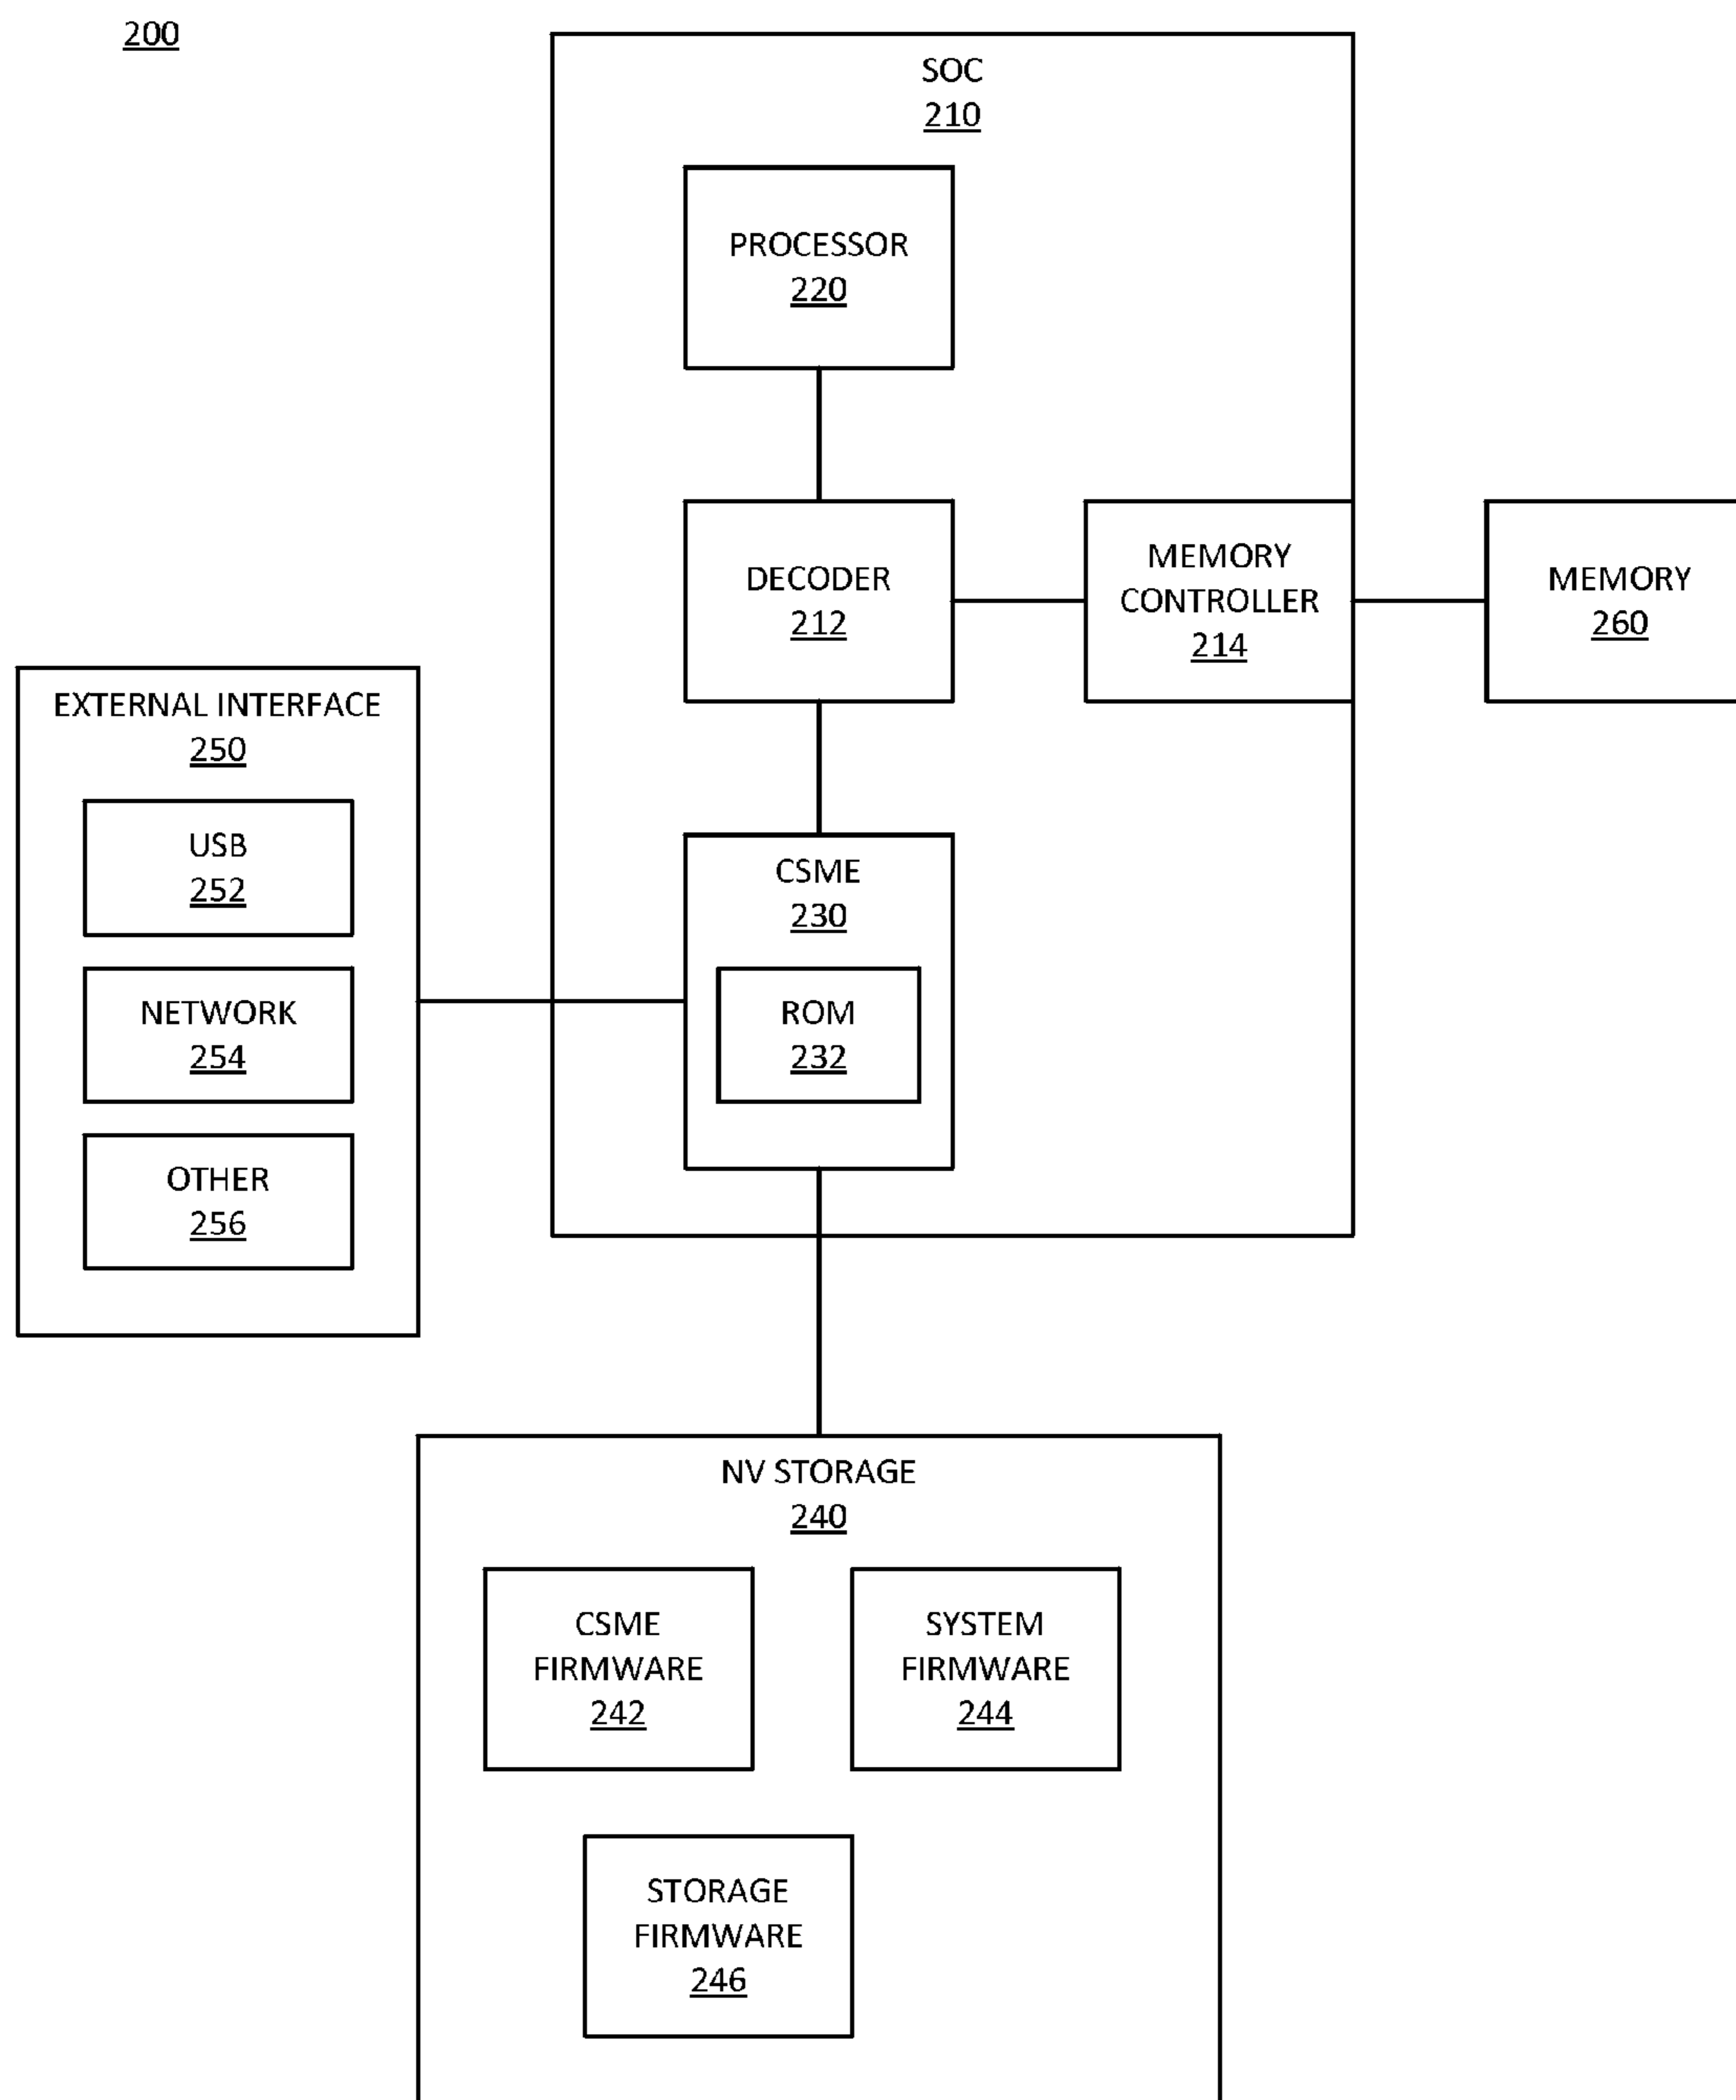 200
SOC
210
PROCESSOR
220
DECODER
212
MEMORY
CONTROLLER
214
MEMORY
260
EXTERNAL INTERFACE
250
USB
252
NETWORK
254
OTHER
256
CSME
230
ROM
232
NV STORAGE
240
CSME
FIRMWARE
242
SYSTEM
FIRMWARE
244
STORAGE
FIRMWARE
246